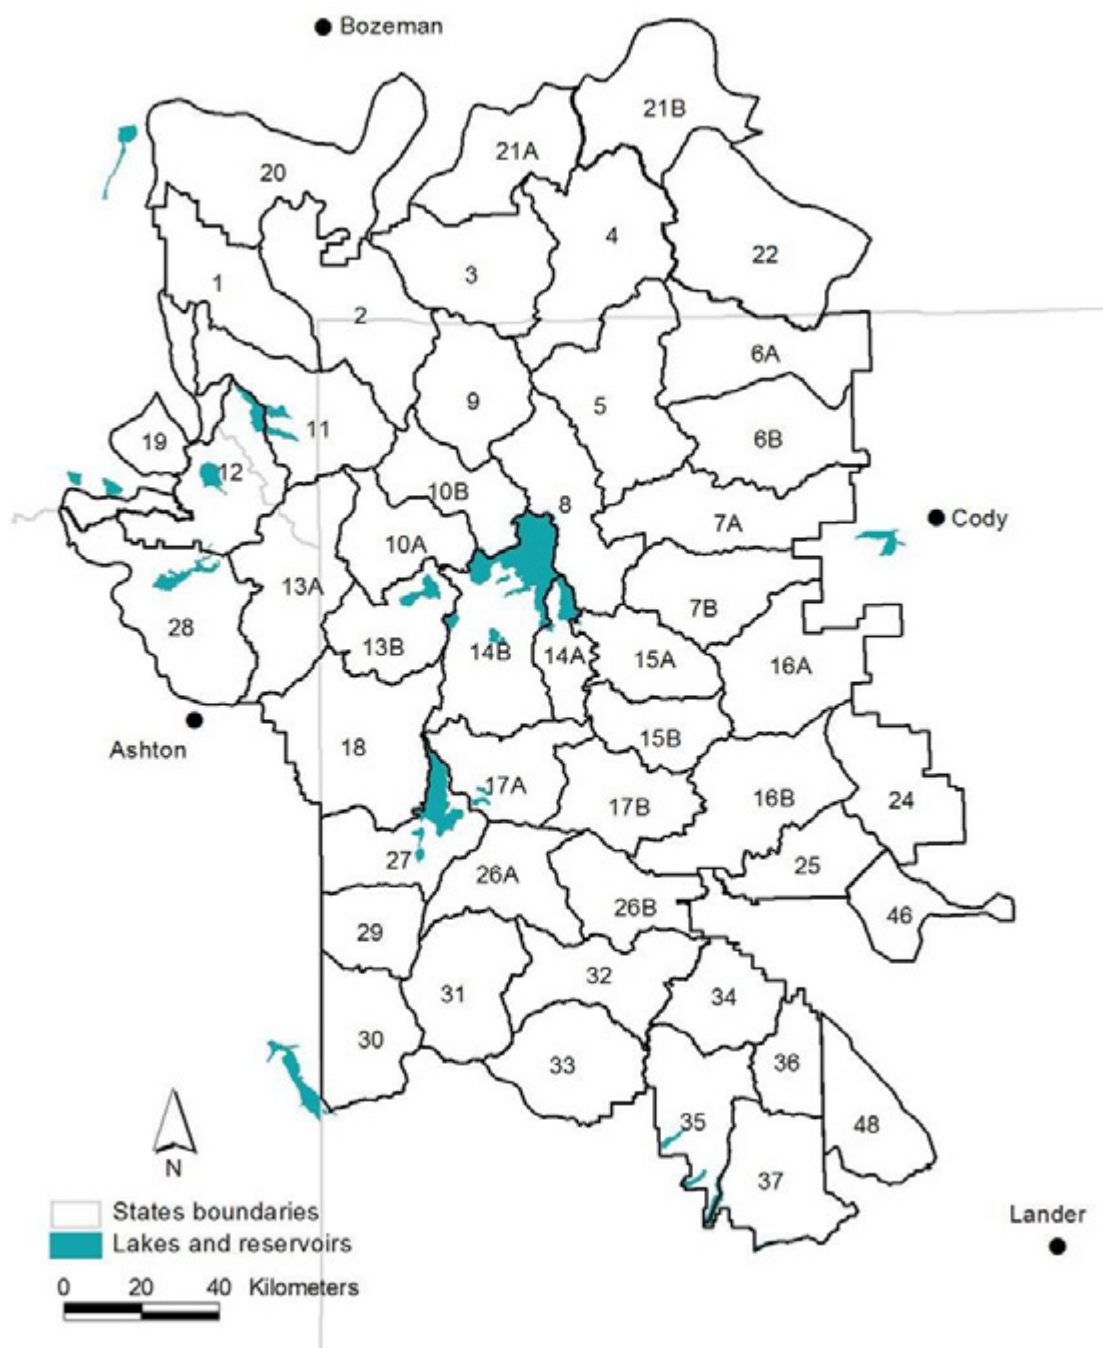 Bozeman
21B
21A
20
4
22
3
1
2
6A
9
5
11
6B
19
12
10B
8
7A
Cody
10A
13A
7B
28
13B
14B
14A
15A
16A
Ashton
18
15B
17A
17B
16B
24
27
26A
25
26B
46
29
32
31
34
30
33
36
35
48
37
N
States boundaries
Lakes and reservoirs
Lander
0 20 40 Kilometers